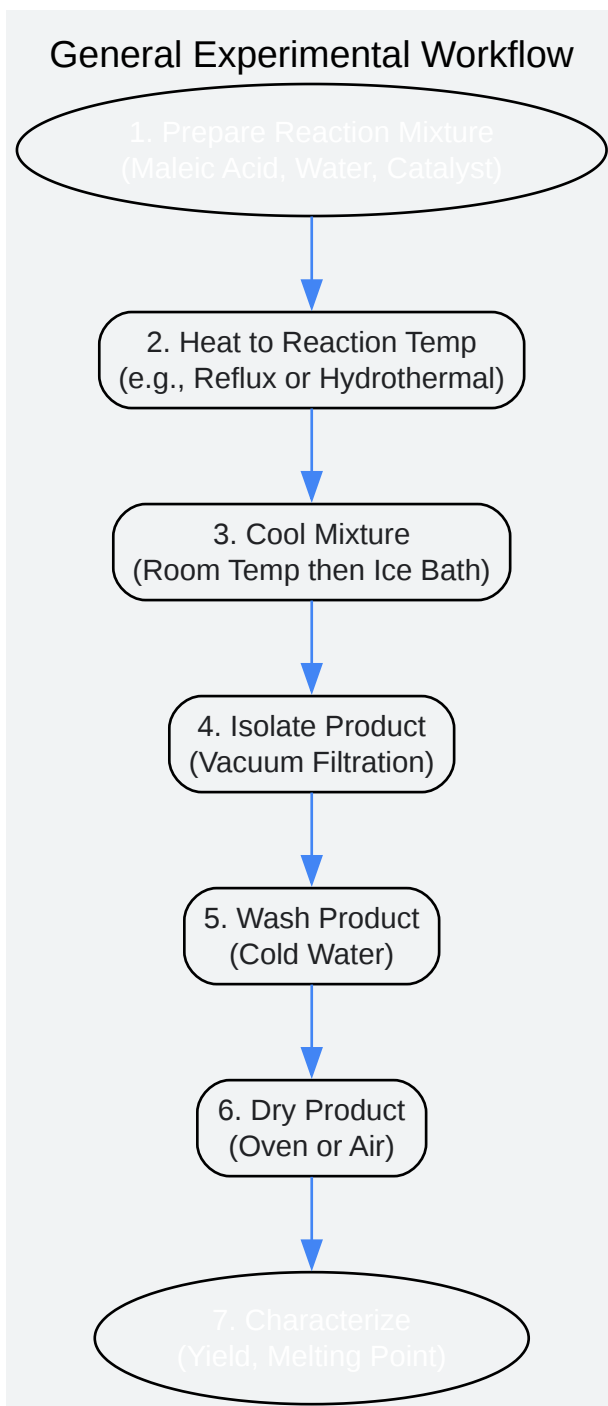 General Experimental Workflow
1. Prepare Reaction Mixture
(Maleic Acid, Water, Catalyst)
2. Heat to Reaction Temp
(e.g., Reflux or Hydrothermal)
3. Cool Mixture
(Room Temp then Ice Bath)
4. Isolate Product
(Vacuum Filtration)
5. Wash Product
(Cold Water)
6. Dry Product
(Oven or Air)
7. Characterize
(Yield, Melting Point)